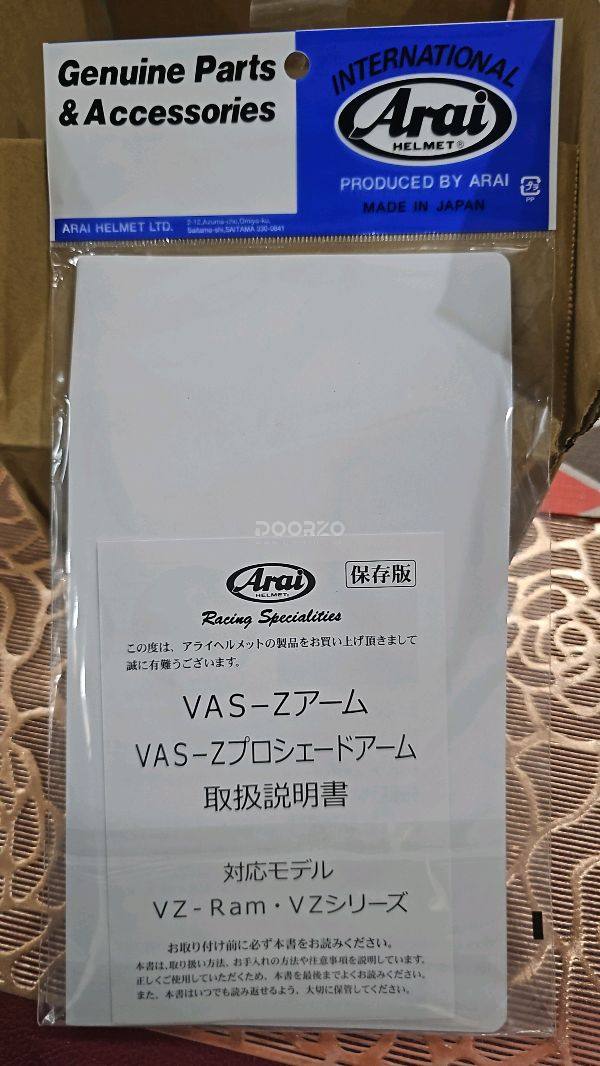 Genuine Parts
& Accessories
INTERNATIONAL
Arai
HELMET®
PRODUCED BY ARAI
MADE IN JAPAN
プラ
PP
ARAI HELMET LTD.
2-12,Azuma-cho,Omiya-ku,
Saitama-shi,SAITAMA 330-0841
DOORZO
Arai
HELMET
保存版
Racing Specialities
この度は、アライヘルメットの製品をお買い上げ頂きまして
誠に有難うございます。
VAS-Zアーム
VAS-Zプロシェードアーム
取扱説明書
対応モデル
VZ-Ram・VZシリーズ
お取り付け前に必ず本書をお読みください。
本書は、取り扱い方法、お手入れの方法や注意事項を説明しています。
正しくご使用していただくため、本書を最後までよくお読みください。
また、本書はいつでも読み返せるよう、大切に保管してください。